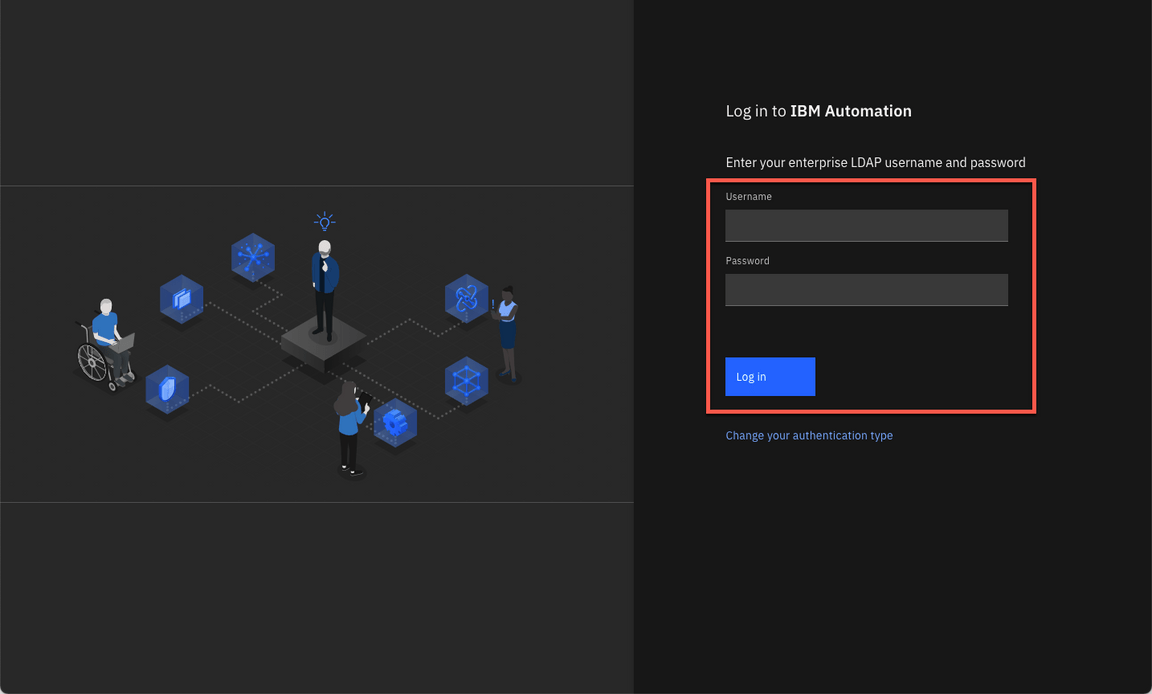 Log in to IBM Automation
Enter your enterprise LDAP username and password
Username
Password
Log in
Change your authentication type